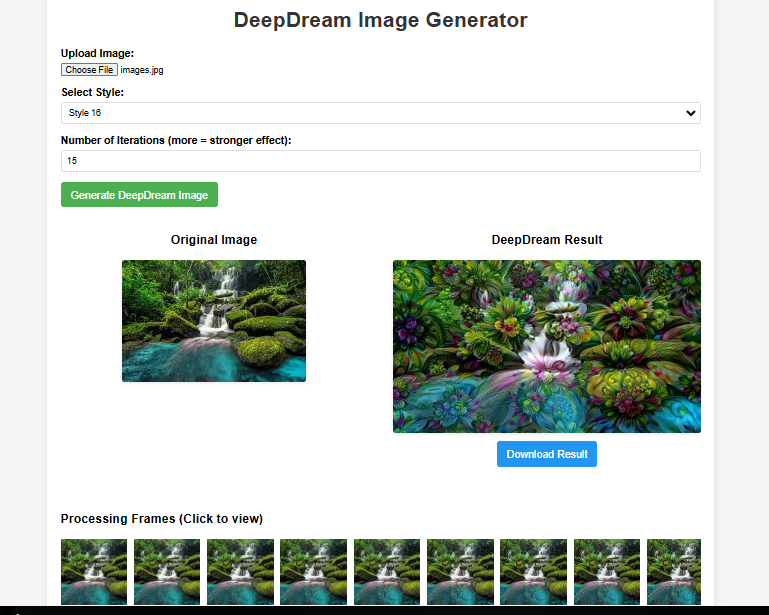 DeepDream Image Generator
Upload Image:
Choose File images.jpg
Select Style:
Style 16
Number of Iterations (more = stronger effect):
15
Generate DeepDream Image
Original Image
DeepDream Result
Download Result
Processing Frames (Click to view)